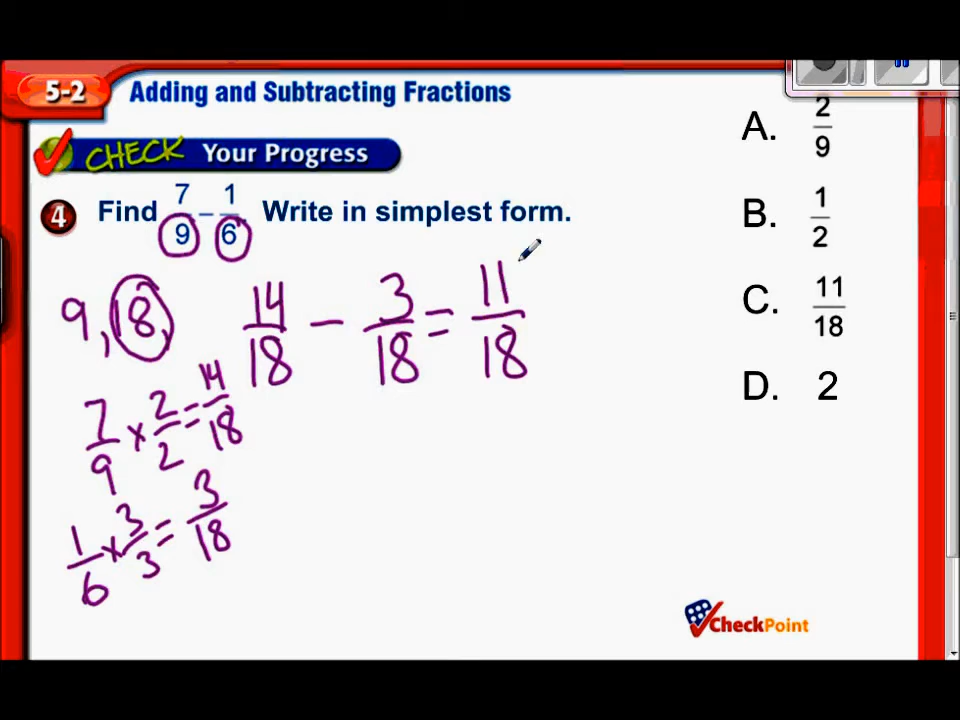 5-2 Adding and Subtracting Fractions
CHECK Your Progress
4 Find 7/9 − 1/6. Write in simplest form.
9, 18,
14/18 − 3/18 = 11/18
7/9 × 2/2 = 14/18
1/6 × 3/3 = 3/18
A. 2/9
B. 1/2
C. 11/18
D. 2
CheckPoint